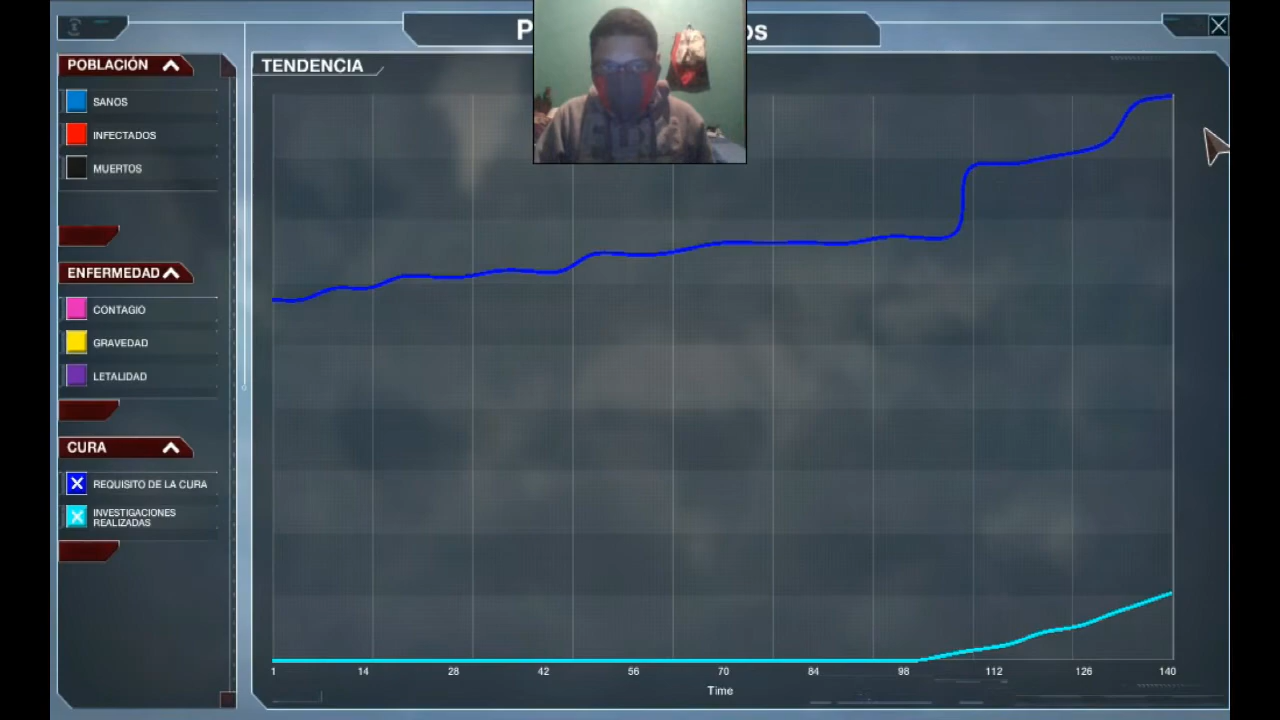 POBLACIÓN
SANOS
INFECTADOS
MUERTOS
ENFERMEDAD
CONTAGIO
GRAVEDAD
LETALIDAD
CURA
REQUISITO DE LA CURA
INVESTIGACIONES
REALIZADAS
TENDENCIA
1 14 28 42 56 70 84 98 112 126 140
Time